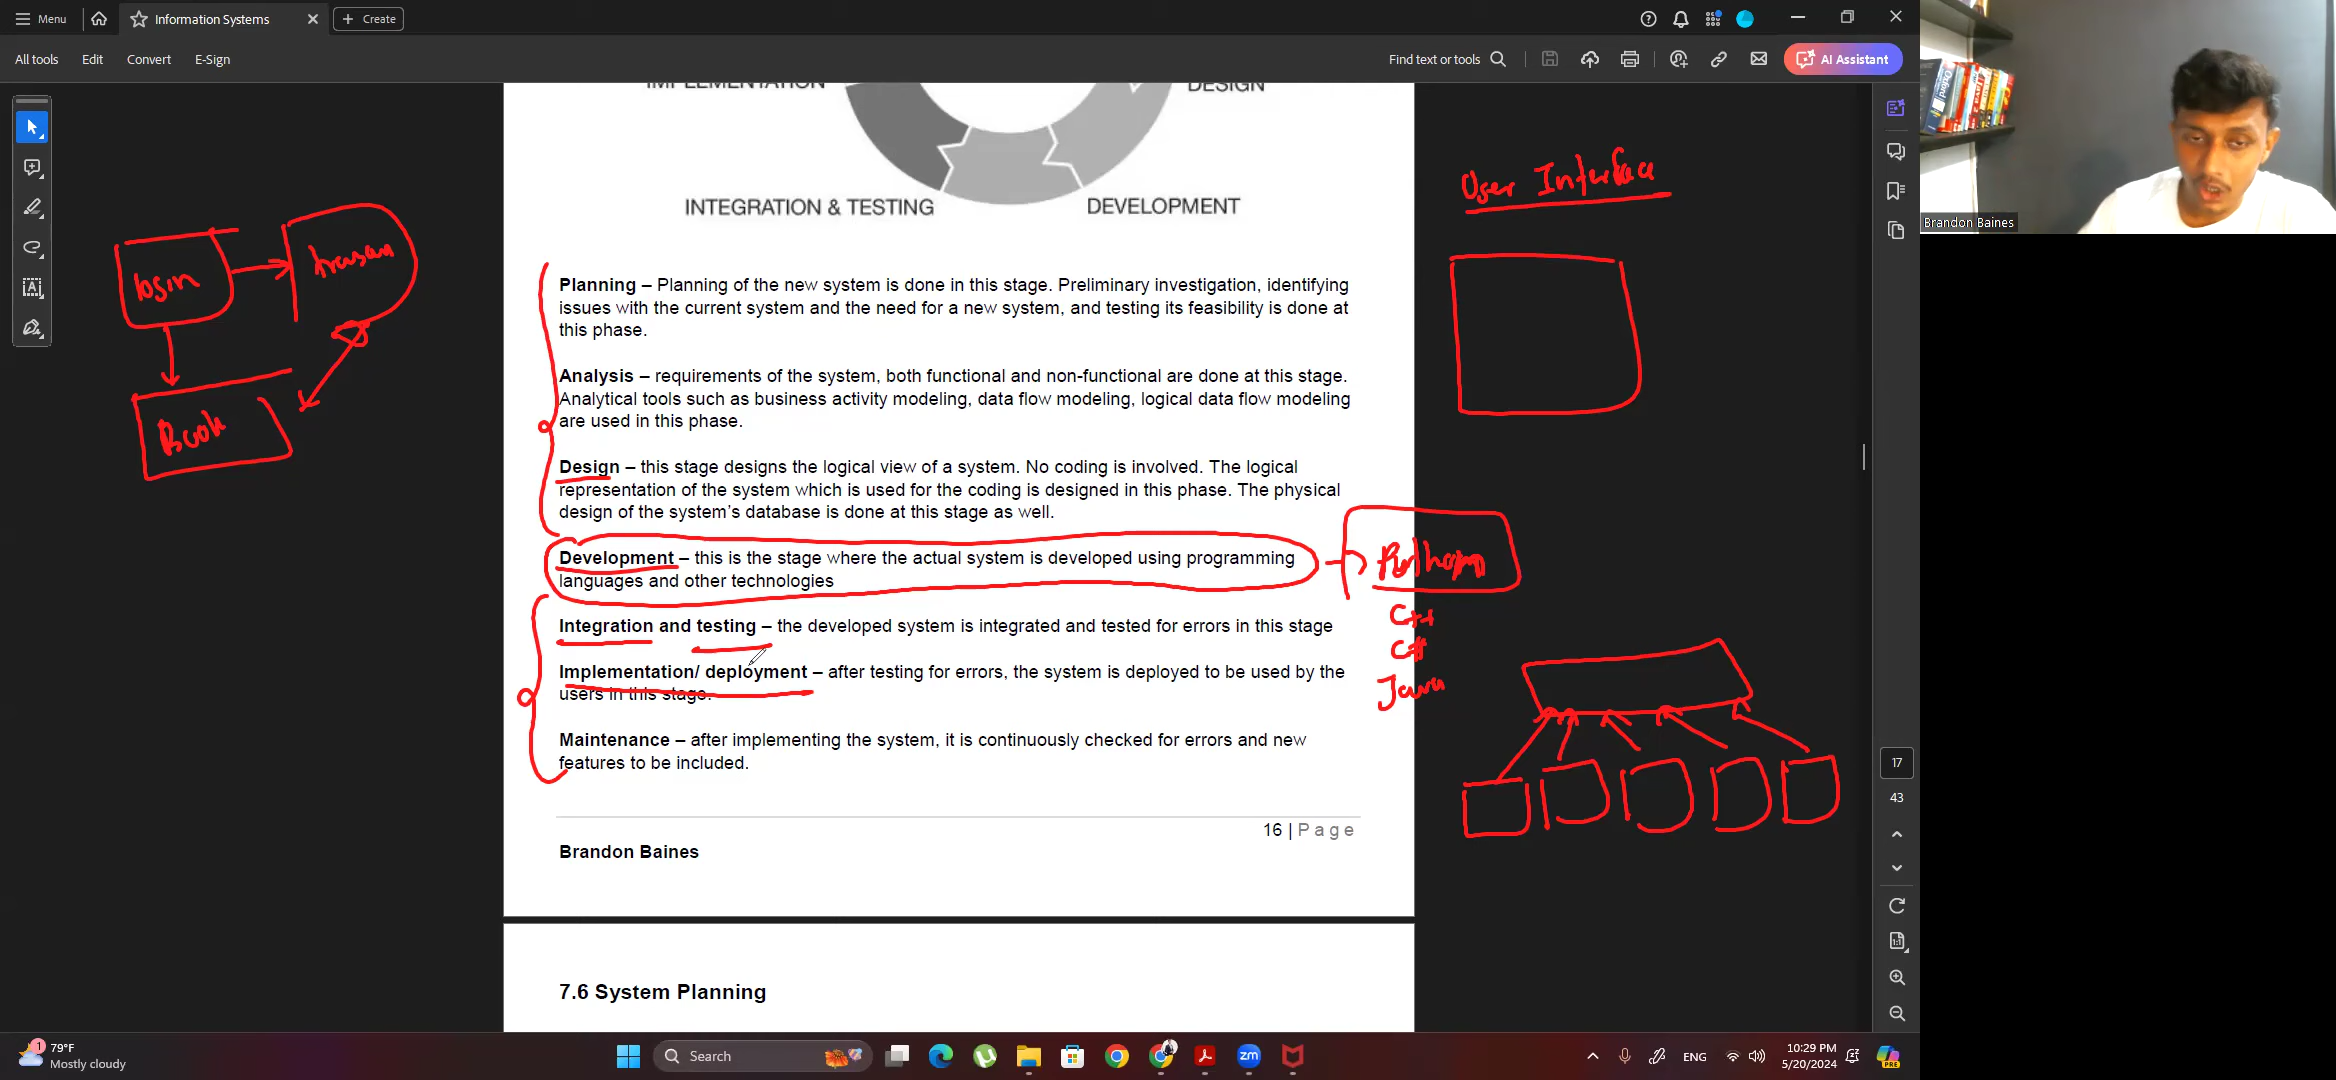 Menu
Information Systems
Create
All tools
Edit
Convert
E-Sign
Find text or tools
AI Assistant
Brandon Baines
IMPLEMENTATION
DESIGN
INTEGRATION & TESTING
DEVELOPMENT
User Interface
login
Book
Planning – Planning of the new system is done in this stage. Preliminary investigation, identifying
issues with the current system and the need for a new system, and testing its feasibility is done at
this phase.
Analysis – requirements of the system, both functional and non-functional are done at this stage.
Analytical tools such as business activity modeling, data flow modeling, logical data flow modeling
are used in this phase.
Design – this stage designs the logical view of a system. No coding is involved. The logical
representation of the system which is used for the coding is designed in this phase. The physical
design of the system's database is done at this stage as well.
Development – this is the stage where the actual system is developed using programming
languages and other technologies
C++
C#
Java
Integration and testing – the developed system is integrated and tested for errors in this stage
Implementation/ deployment – after testing for errors, the system is deployed to be used by the
users in this stage.
Maintenance – after implementing the system, it is continuously checked for errors and new
features to be included.
16 | Page
Brandon Baines
7.6 System Planning
17
43
1
79°F
Mostly cloudy
Search
zm
ENG
10:29 PM
5/20/2024
PRE